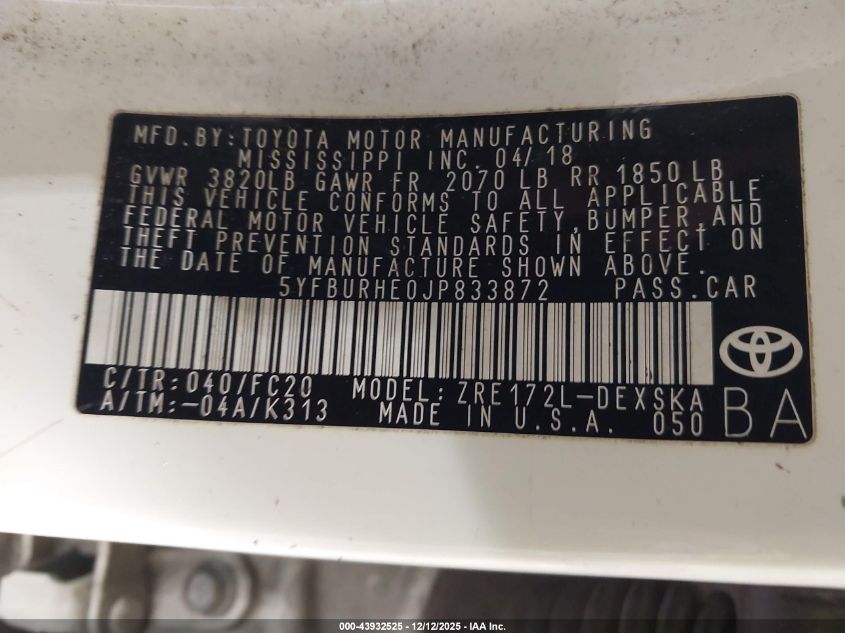 MFD.BY:TOYOTA MOTOR MANUFACTURING
MISSISSIPPI INC. 04/18
GVWR 3820LB GAWR FR 2070 LB RR 1850 LB
THIS VEHICLE CONFORMS TO ALL APPLICABLE
FEDERAL MOTOR VEHICLE SAFETY,BUMPER,AND
THEFT PREVENTION STANDARDS IN EFFECT ON
THE DATE OF MANUFACTURE SHOWN ABOVE.
5YFBURHE0JP833872 PASS.CAR
C/TR:040/FC20 MODEL:ZRE172L-DEXSKA
A/TM:-04A/K313 MADE IN U.S.A. 050 BA
000-43932525 - 12/12/2025 - IAA Inc.